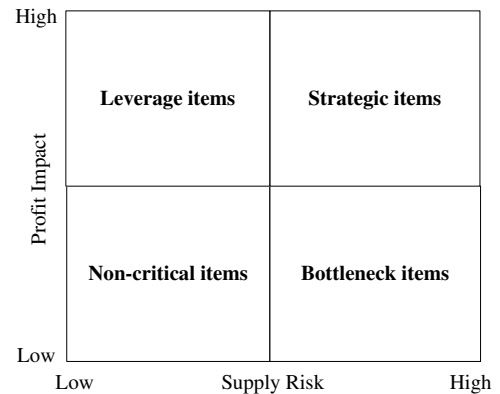 High
Leverage items
Strategic items
Profit Impact
Non-critical items
Bottleneck items
Low
Low
Supply Risk
High